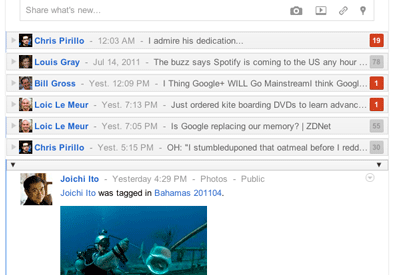 Share what's new...
Chris Pirillo - 12:03 AM - I admire his dedication... 19
Louis Gray - Jul 14, 2011 - The buzz says Spotify is coming to the US any hour ... 78
Bill Gross - Yest. 12:09 PM - I Thing Google+ WILL Go MainstreamI think Googl... 1
Loic Le Meur - Yest. 7:13 PM - Just ordered kite boarding DVDs to learn advanc... 1
Loic Le Meur - Yest. 7:05 PM - Is Google replacing our memory? | ZDNet 55
Chris Pirillo - Yest. 5:15 PM - OH: "I stumbleduponed that oatmeal before I redd... 30
Joichi Ito - Yesterday 4:29 PM - Photos - Public
Joichi Ito was tagged in Bahamas 201104.